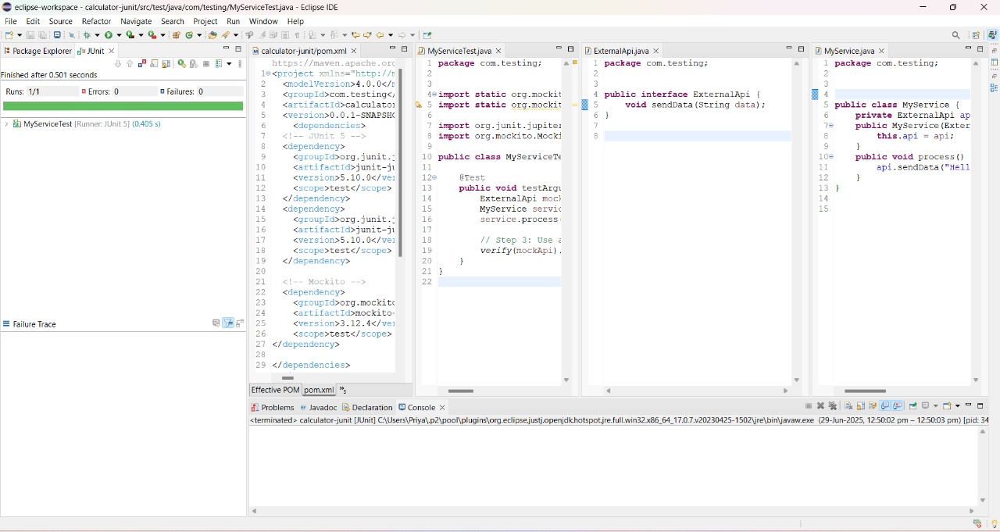 eclipse-workspace - calculator-junit/src/test/java/com/testing/MyServiceTest.java - Eclipse IDE
File Edit Source Refactor Navigate Search Project Run Window Help
Package Explorer JUnit
Finished after 0.501 seconds
Runs: 1/1 Errors: 0 Failures: 0
MyServiceTest [Runner: JUnit 5] (0.405 s)
Failure Trace
calculator-junit/pom.xml
https://maven.apache.org
1 <project xmlns="http://
2 <modelVersion>4.0.0</
3 <groupId>com.testing</
4 <artifactId>calculator
5 <version>0.0.1-SNAPSH
6 <dependencies>
7 <!-- JUnit 5 -->
8 <dependency>
9 <groupId>org.junit.
10 <artifactId>junit-j
11 <version>5.10.0</ve
12 <scope>test</scope>
13 </dependency>
14 <dependency>
15 <groupId>org.junit.
16 <artifactId>junit-j
17 <version>5.10.0</ve
18 <scope>test</scope>
19 </dependency>
20
21 <!-- Mockito -->
22 <dependency>
23 <groupId>org.mockit
24 <artifactId>mockito-
25 <version>3.12.4</ve
26 <scope>test</scope>
27 </dependency>
28
29 </dependencies>
Effective POM pom.xml »3
MyServiceTest.java
1 package com.testing;
2
3
4 import static org.mockit
5 import static org.mockit
6
7 import org.junit.jupiter
8 import org.mockito.Mocki
9
10 public class MyServiceTe
11
12 @Test
13 public void testArgu
14 ExternalApi mock
15 MyService servic
16 service.process
17
18 // Step 3: Use a
19 verify(mockApi).
20 }
21 }
22
ExternalApi.java
1 package com.testing;
2
3
4 public interface ExternalApi {
5 void sendData(String data);
6 }
7
8
MyService.java
1 package com.testing;
2
3
4
5 public class MyService {
6 private ExternalApi ap
7 public MyService(Exter
8 this.api = api;
9 }
10 public void process()
11 api.sendData("Hell
12 }
13 }
14
15
Problems Javadoc Declaration Console
<terminated> calculator-junit [JUnit] C:\Users\Priya\.p2\pool\plugins\org.eclipse.justj.openjdk.hotspot.jre.full.win32.x86_64_17.0.7.v20230425-1502\jre\bin\javaw.exe (29-Jun-2025, 12:50:02 pm – 12:50:03 pm) [pid: 34